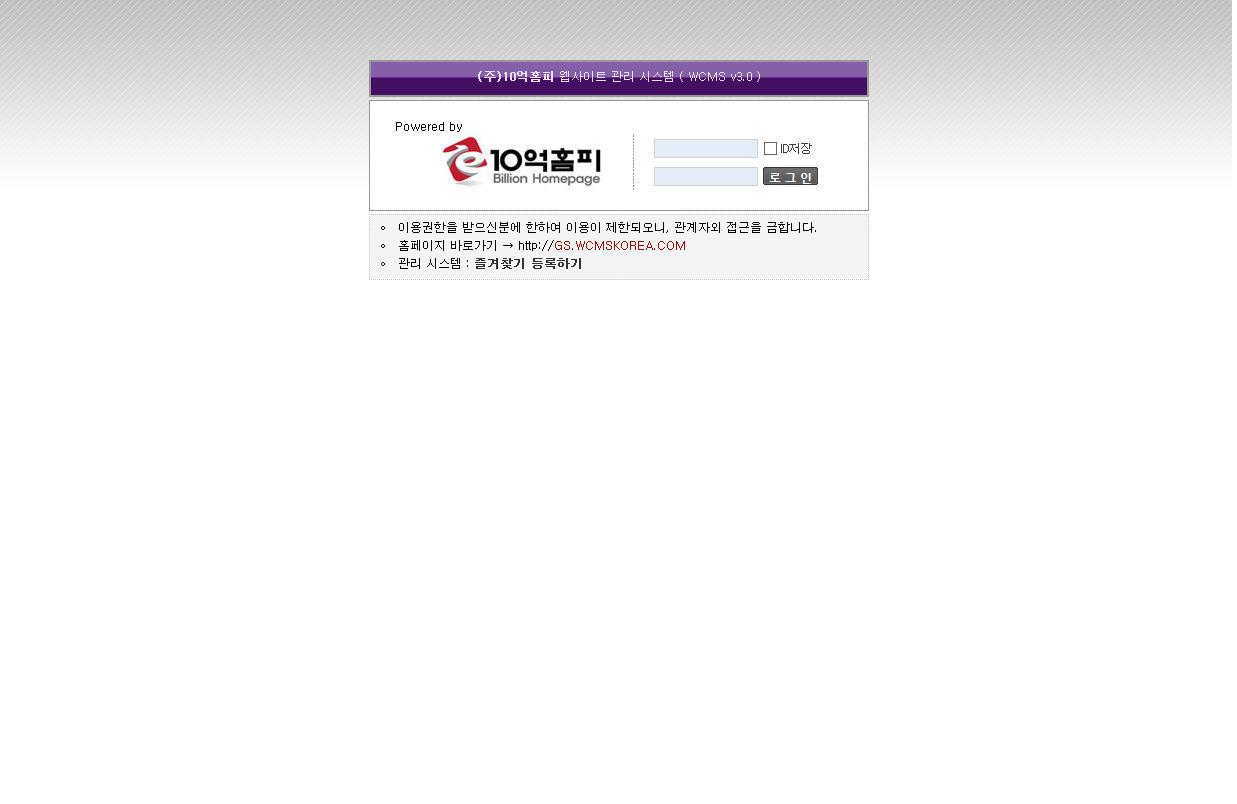 (주)10억홈피 웹사이트 관리 시스템 ( WCMS v3.0 )
Powered by
10억홈피
Billion Homepage
ID저장
로그인
이용권한을 받으신분에 한하여 이용이 제한되오니, 관계자외 접근을 금합니다.
홈페이지 바로가기 → http://GS.WCMSKOREA.COM
관리 시스템 : 즐겨찾기 등록하기